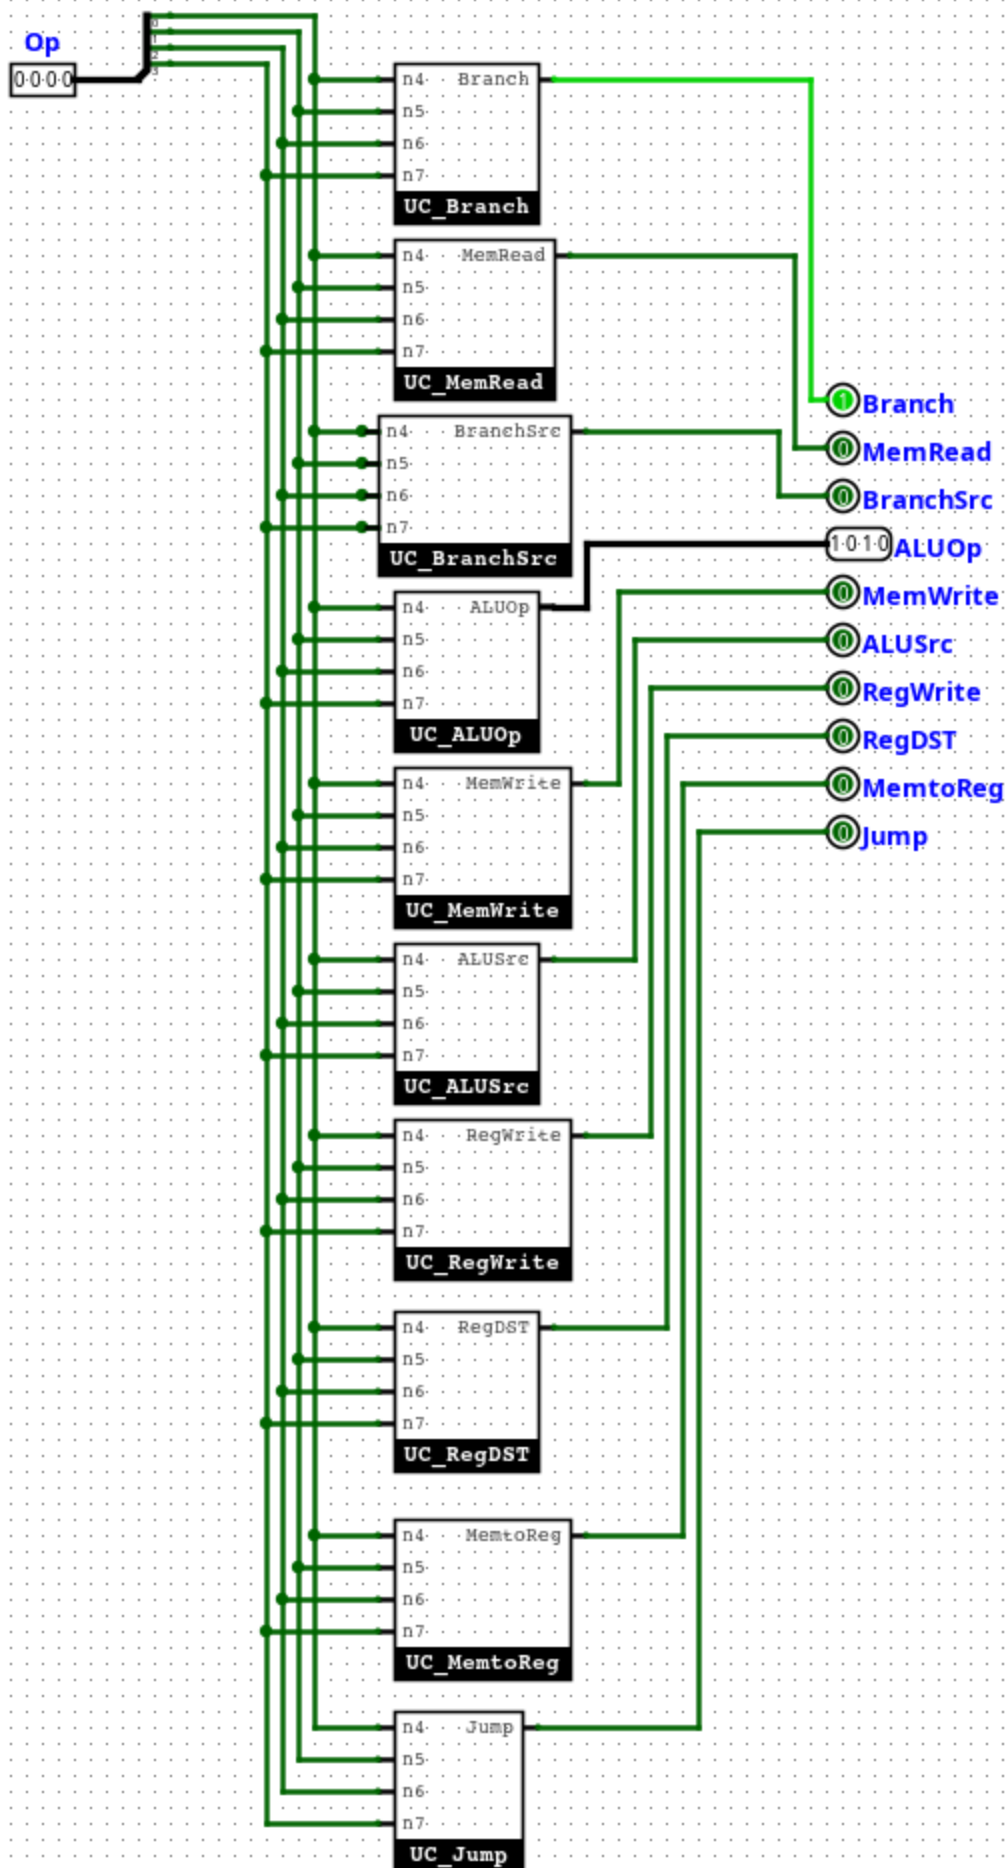 Op
0 0 0 0
0
1
2
3
n4 Branch
n5
n6
n7
UC_Branch
n4 MemRead
n5
n6
n7
UC_MemRead
n4 BranchSrc
n5
n6
n7
UC_BranchSrc
n4 ALUOp
n5
n6
n7
UC_ALUOp
n4 MemWrite
n5
n6
n7
UC_MemWrite
n4 ALUSrc
n5
n6
n7
UC_ALUSrc
n4 RegWrite
n5
n6
n7
UC_RegWrite
n4 RegDST
n5
n6
n7
UC_RegDST
n4 MemtoReg
n5
n6
n7
UC_MemtoReg
n4 Jump
n5
n6
n7
UC_Jump
1 Branch
0 MemRead
0 BranchSrc
1 0 1 0 ALUOp
0 MemWrite
0 ALUSrc
0 RegWrite
0 RegDST
0 MemtoReg
0 Jump